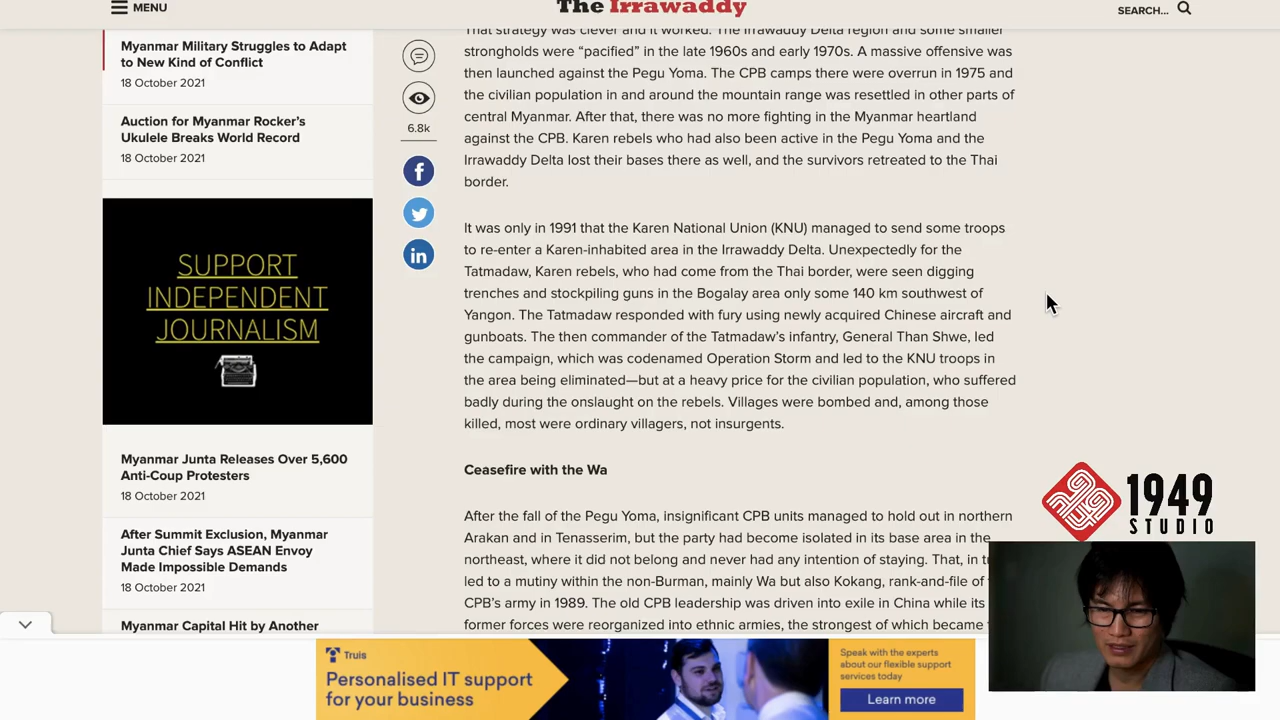 MENU
The Irrawaddy
SEARCH...
Myanmar Military Struggles to Adapt
to New Kind of Conflict
18 October 2021
Auction for Myanmar Rocker's
Ukulele Breaks World Record
18 October 2021
SUPPORT
INDEPENDENT
JOURNALISM
Myanmar Junta Releases Over 5,600
Anti-Coup Protesters
18 October 2021
After Summit Exclusion, Myanmar
Junta Chief Says ASEAN Envoy
Made Impossible Demands
18 October 2021
Myanmar Capital Hit by Another
6.8k
f
in
That strategy was clever and it worked. The Irrawaddy Delta region and some smaller
strongholds were “pacified” in the late 1960s and early 1970s. A massive offensive was
then launched against the Pegu Yoma. The CPB camps there were overrun in 1975 and
the civilian population in and around the mountain range was resettled in other parts of
central Myanmar. After that, there was no more fighting in the Myanmar heartland
against the CPB. Karen rebels who had also been active in the Pegu Yoma and the
Irrawaddy Delta lost their bases there as well, and the survivors retreated to the Thai
border.
It was only in 1991 that the Karen National Union (KNU) managed to send some troops
to re-enter a Karen-inhabited area in the Irrawaddy Delta. Unexpectedly for the
Tatmadaw, Karen rebels, who had come from the Thai border, were seen digging
trenches and stockpiling guns in the Bogalay area only some 140 km southwest of
Yangon. The Tatmadaw responded with fury using newly acquired Chinese aircraft and
gunboats. The then commander of the Tatmadaw's infantry, General Than Shwe, led
the campaign, which was codenamed Operation Storm and led to the KNU troops in
the area being eliminated—but at a heavy price for the civilian population, who suffered
badly during the onslaught on the rebels. Villages were bombed and, among those
killed, most were ordinary villagers, not insurgents.
Ceasefire with the Wa
After the fall of the Pegu Yoma, insignificant CPB units managed to hold out in northern
Arakan and in Tenasserim, but the party had become isolated in its base area in the
northeast, where it did not belong and never had any intention of staying. That, in
led to a mutiny within the non-Burman, mainly Wa but also Kokang, rank-and-file of
CPB's army in 1989. The old CPB leadership was driven into exile in China while its
former forces were reorganized into ethnic armies, the strongest of which became
1949
STUDIO
Truis
Personalised IT support
for your business
Speak with the experts
about our flexible support
services today
Learn more